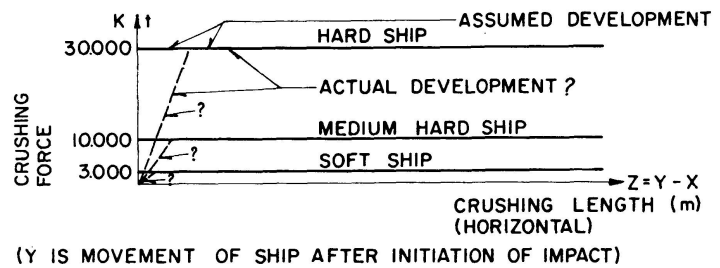 K t
ASSUMED DEVELOPMENT
HARD SHIP
30.000
ACTUAL DEVELOPMENT ?
?
MEDIUM HARD SHIP
10.000
?
SOFT SHIP
3.000
?
CRUSHING
FORCE
Z=Y-X
CRUSHING LENGTH (m)
(HORIZONTAL)
(Y IS MOVEMENT OF SHIP AFTER INITIATION OF IMPACT)